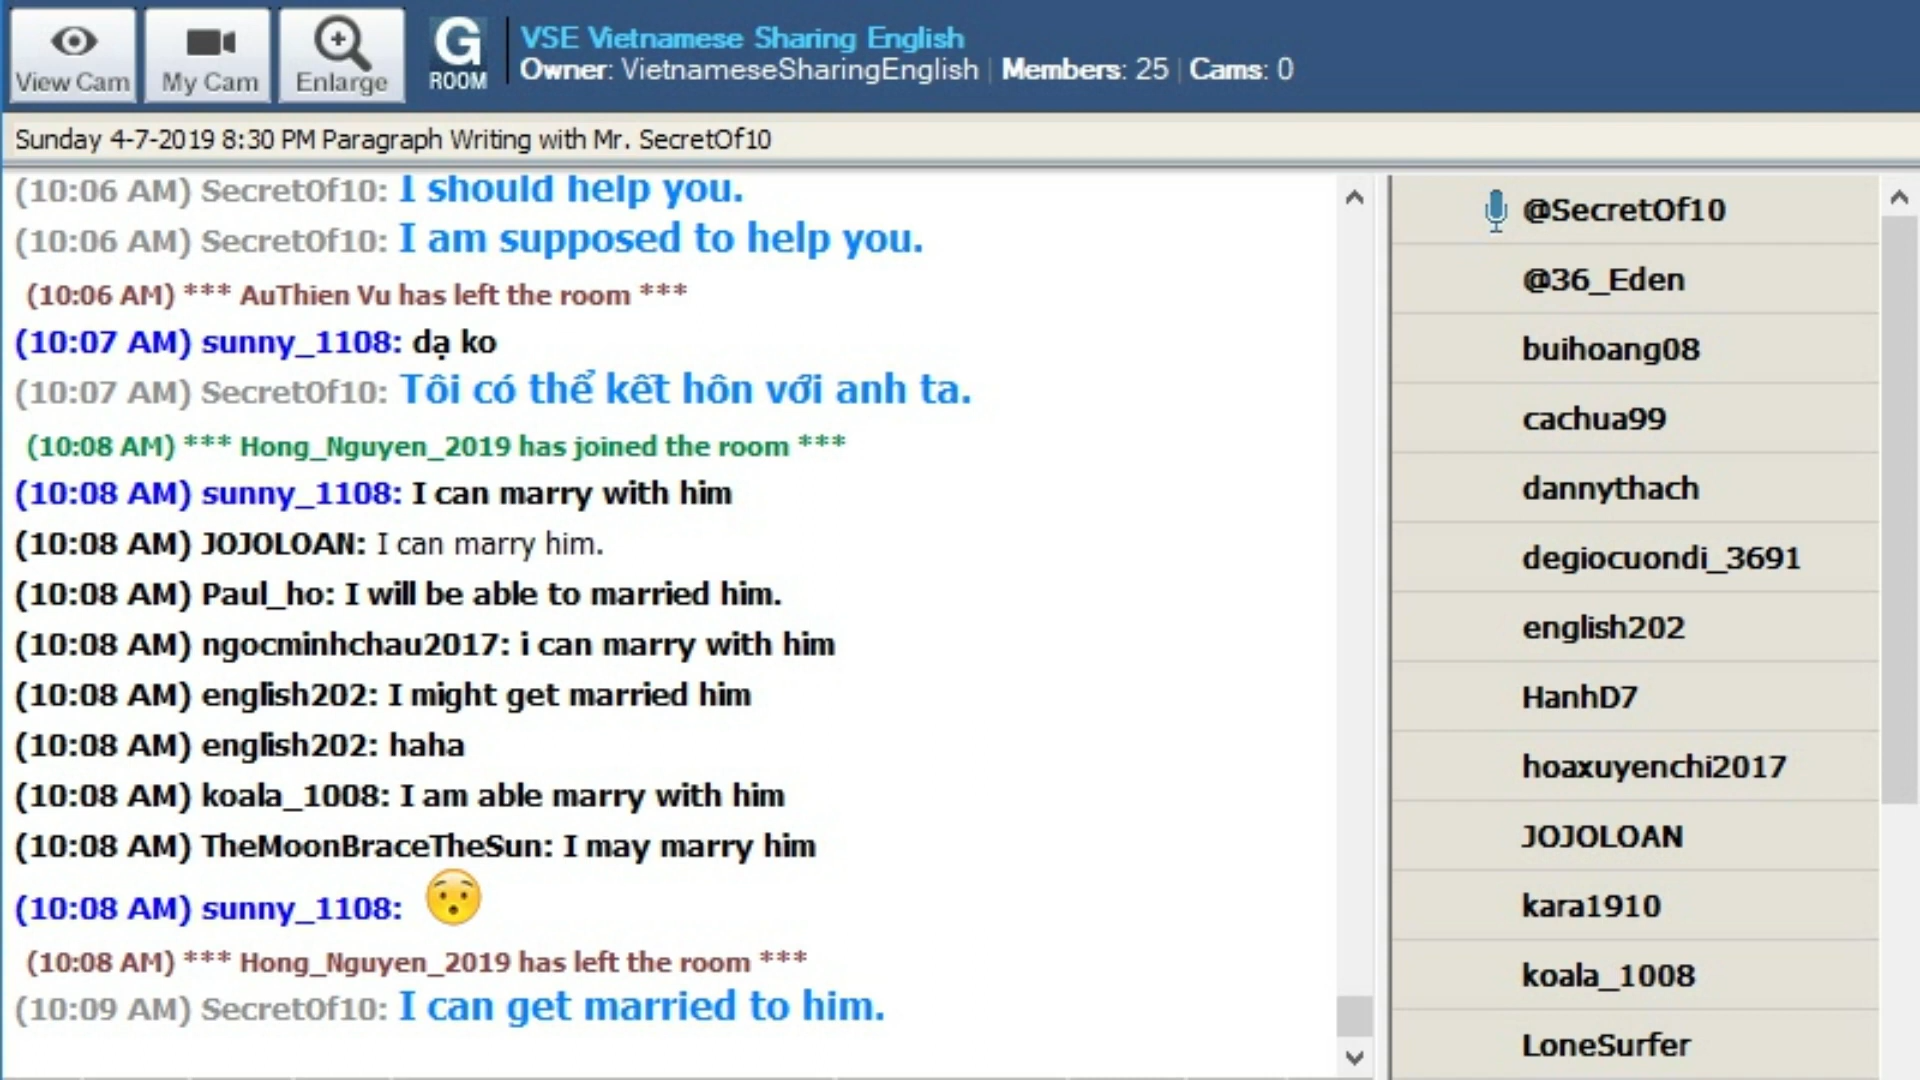 View Cam
My Cam
Enlarge
G
ROOM
VSE Vietnamese Sharing English
Owner: VietnameseSharingEnglish | Members: 25 | Cams: 0
Sunday 4-7-2019 8:30 PM Paragraph Writing with Mr. SecretOf10
(10:06 AM) SecretOf10: I should help you.
(10:06 AM) SecretOf10: I am supposed to help you.
(10:06 AM) *** AuThien Vu has left the room ***
(10:07 AM) sunny_1108: dạ ko
(10:07 AM) SecretOf10: Tôi có thể kết hôn với anh ta.
(10:08 AM) *** Hong_Nguyen_2019 has joined the room ***
(10:08 AM) sunny_1108: I can marry with him
(10:08 AM) JOJOLOAN: I can marry him.
(10:08 AM) Paul_ho: I will be able to married him.
(10:08 AM) ngocminhchau2017: i can marry with him
(10:08 AM) english202: I might get married him
(10:08 AM) english202: haha
(10:08 AM) koala_1008: I am able marry with him
(10:08 AM) TheMoonBraceTheSun: I may marry him
(10:08 AM) sunny_1108:
(10:08 AM) *** Hong_Nguyen_2019 has left the room ***
(10:09 AM) SecretOf10: I can get married to him.
@SecretOf10
@36_Eden
buihoang08
cachua99
dannythach
degiocuondi_3691
english202
HanhD7
hoaxuyenchi2017
JOJOLOAN
kara1910
koala_1008
LoneSurfer